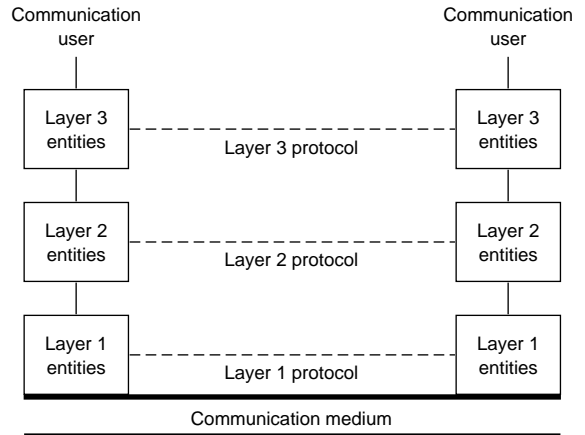 Communication
user
Communication
user
Layer 3
entities
Layer 3
entities
Layer 3 protocol
Layer 2
entities
Layer 2
entities
Layer 2 protocol
Layer 1
entities
Layer 1
entities
Layer 1 protocol
Communication medium